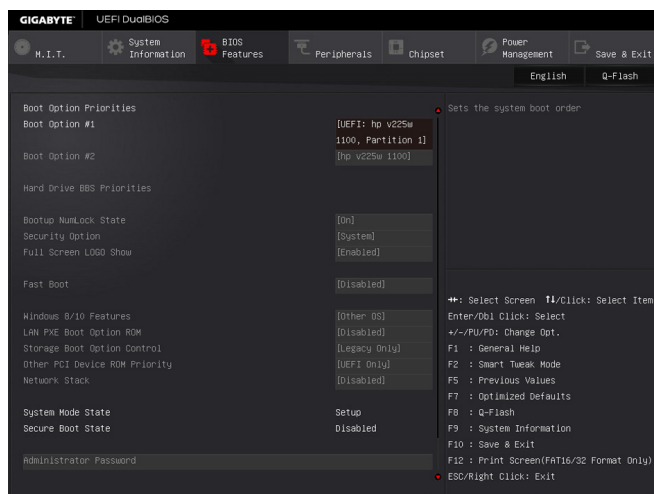 GIGABYTE™ UEFI DualBIOS
M.I.T.
System Information
BIOS Features
Peripherals
Chipset
Power Management
Save & Exit
English Q-Flash
Boot Option Priorities
Boot Option #1 [UEFI: hp v225w
1100, Partition 1]
Boot Option #2 [hp v225w 1100]
Hard Drive BBS Priorities
Bootup NumLock State [On]
Security Option [System]
Full Screen LOGO Show [Enabled]
Fast Boot [Disabled]
Windows 8/10 Features [Other OS]
LAN PXE Boot Option ROM [Disabled]
Storage Boot Option Control [Legacy Only]
Other PCI Device ROM Priority [UEFI Only]
Network Stack [Disabled]
System Mode State Setup
Secure Boot State Disabled
Administrator Password
Sets the system boot order
→←: Select Screen ↑↓/Click: Select Item
Enter/Dbl Click: Select
+/-/PU/PD: Change Opt.
F1 : General Help
F2 : Smart Tweak Mode
F5 : Previous Values
F7 : Optimized Defaults
F8 : Q-Flash
F9 : System Information
F10 : Save & Exit
F12 : Print Screen(FAT16/32 Format Only)
ESC/Right Click: Exit